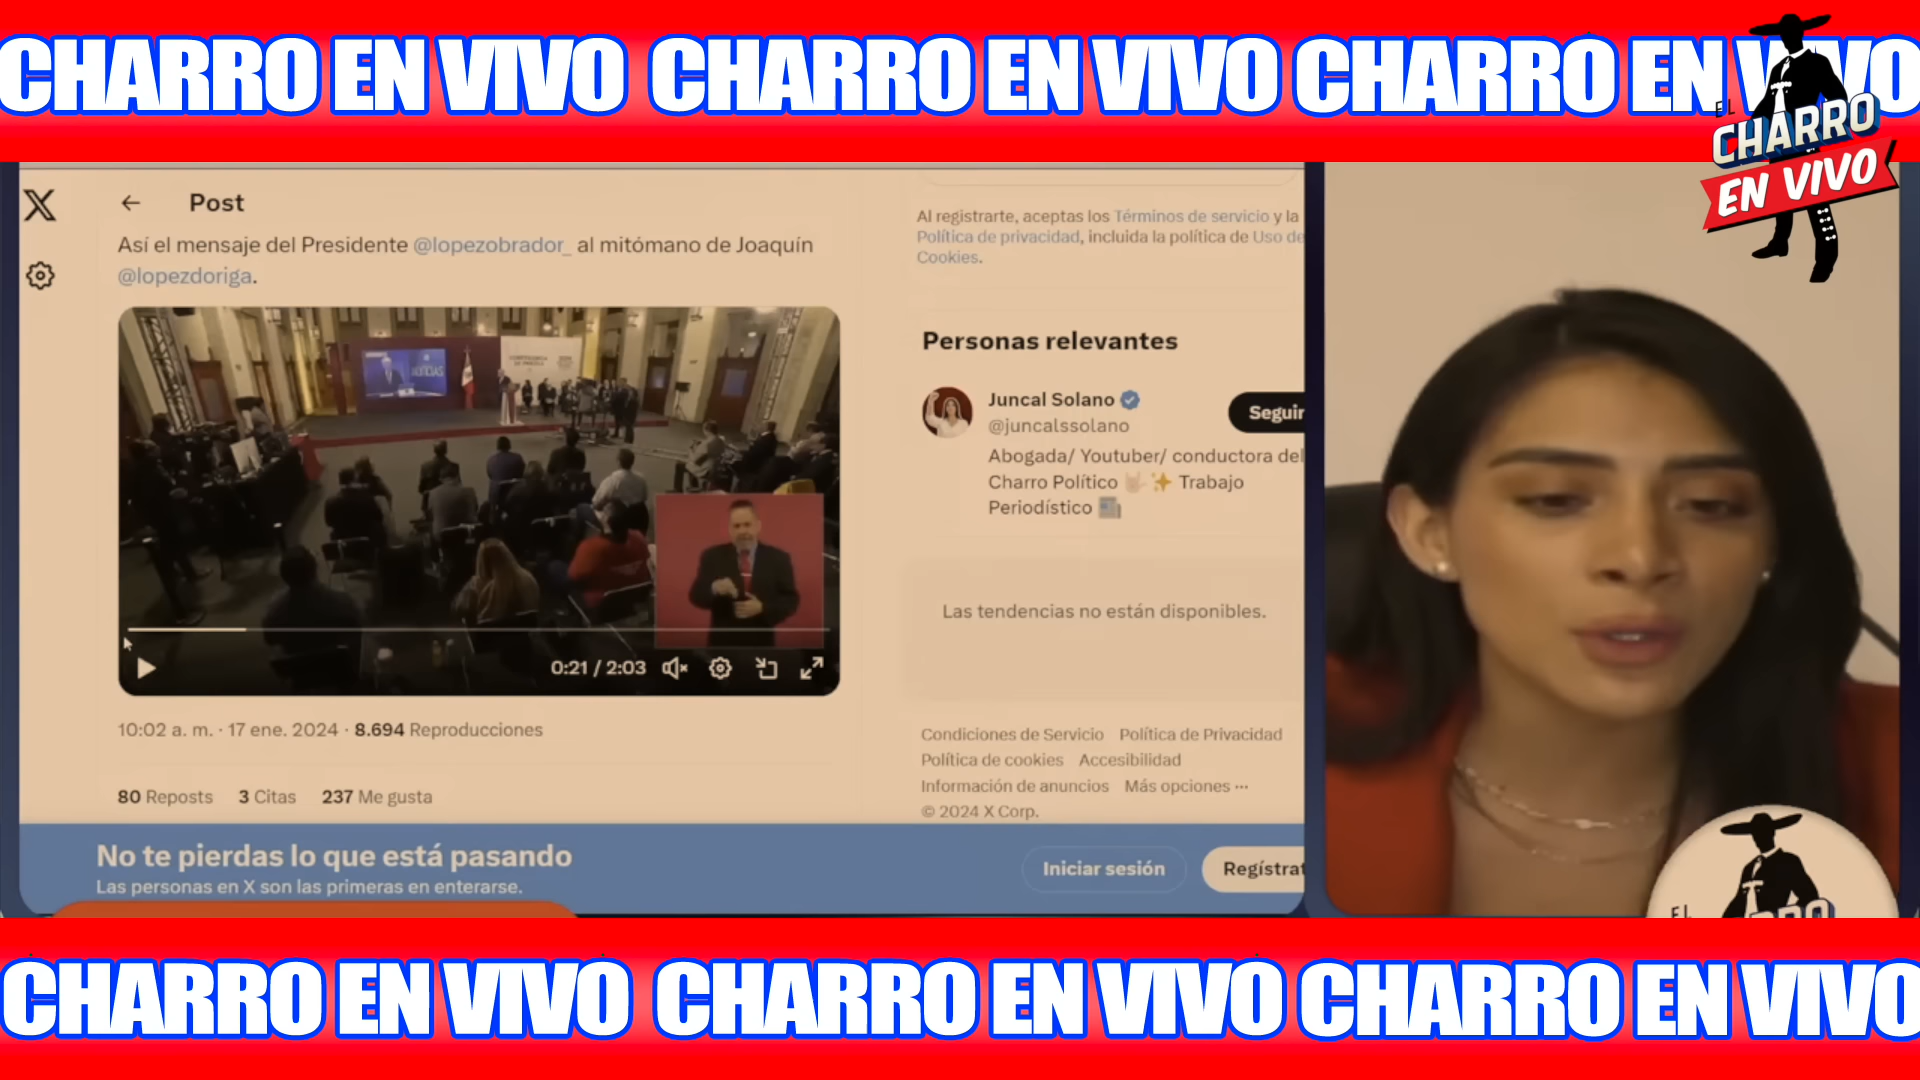 CHARRO EN VIVO CHARRO EN VIVO CHARRO EN VIVO
EL
CHARRO
EN VIVO
Post
Así el mensaje del Presidente @lopezobrador_ al mitómano de Joaquín
@lopezdoriga.
NOTICIAS
0:21 / 2:03
10:02 a. m. · 17 ene. 2024 · 8.694 Reproducciones
80 Reposts 3 Citas 237 Me gusta
Al registrarte, aceptas los Términos de servicio y la
Política de privacidad, incluida la política de Uso de
Cookies.
Personas relevantes
Juncal Solano
@juncalssolano
Seguir
Abogada/ Youtuber/ conductora del
Charro Político 🤟🏻✨ Trabajo
Periodístico 📰
Las tendencias no están disponibles.
Condiciones de Servicio Política de Privacidad
Política de cookies Accesibilidad
Información de anuncios Más opciones ···
© 2024 X Corp.
No te pierdas lo que está pasando
Las personas en X son las primeras en enterarse.
Iniciar sesión
Regístrat
EL
CHARRO EN VIVO CHARRO EN VIVO CHARRO EN VIVO